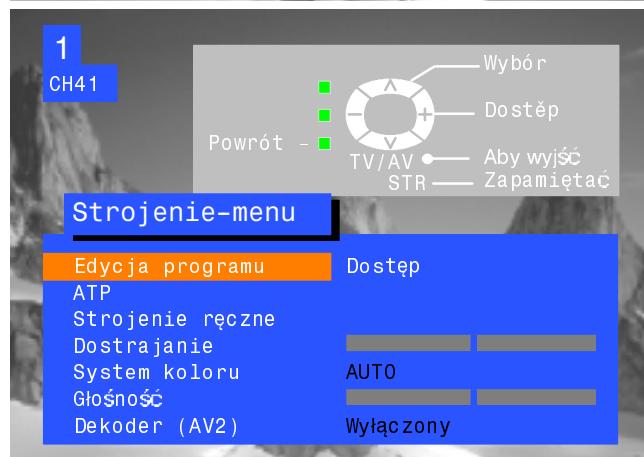 1
CH41
Wybór
Dostěp
Powrót –
TV/AV
Aby wyjść
STR
Zapamiętać
Strojenie-menu
Edycja programu Dostęp
ATP
Strojenie ręczne
Dostrajanie
System koloru AUTO
Głośność
Dekoder (AV2) Wyłączony